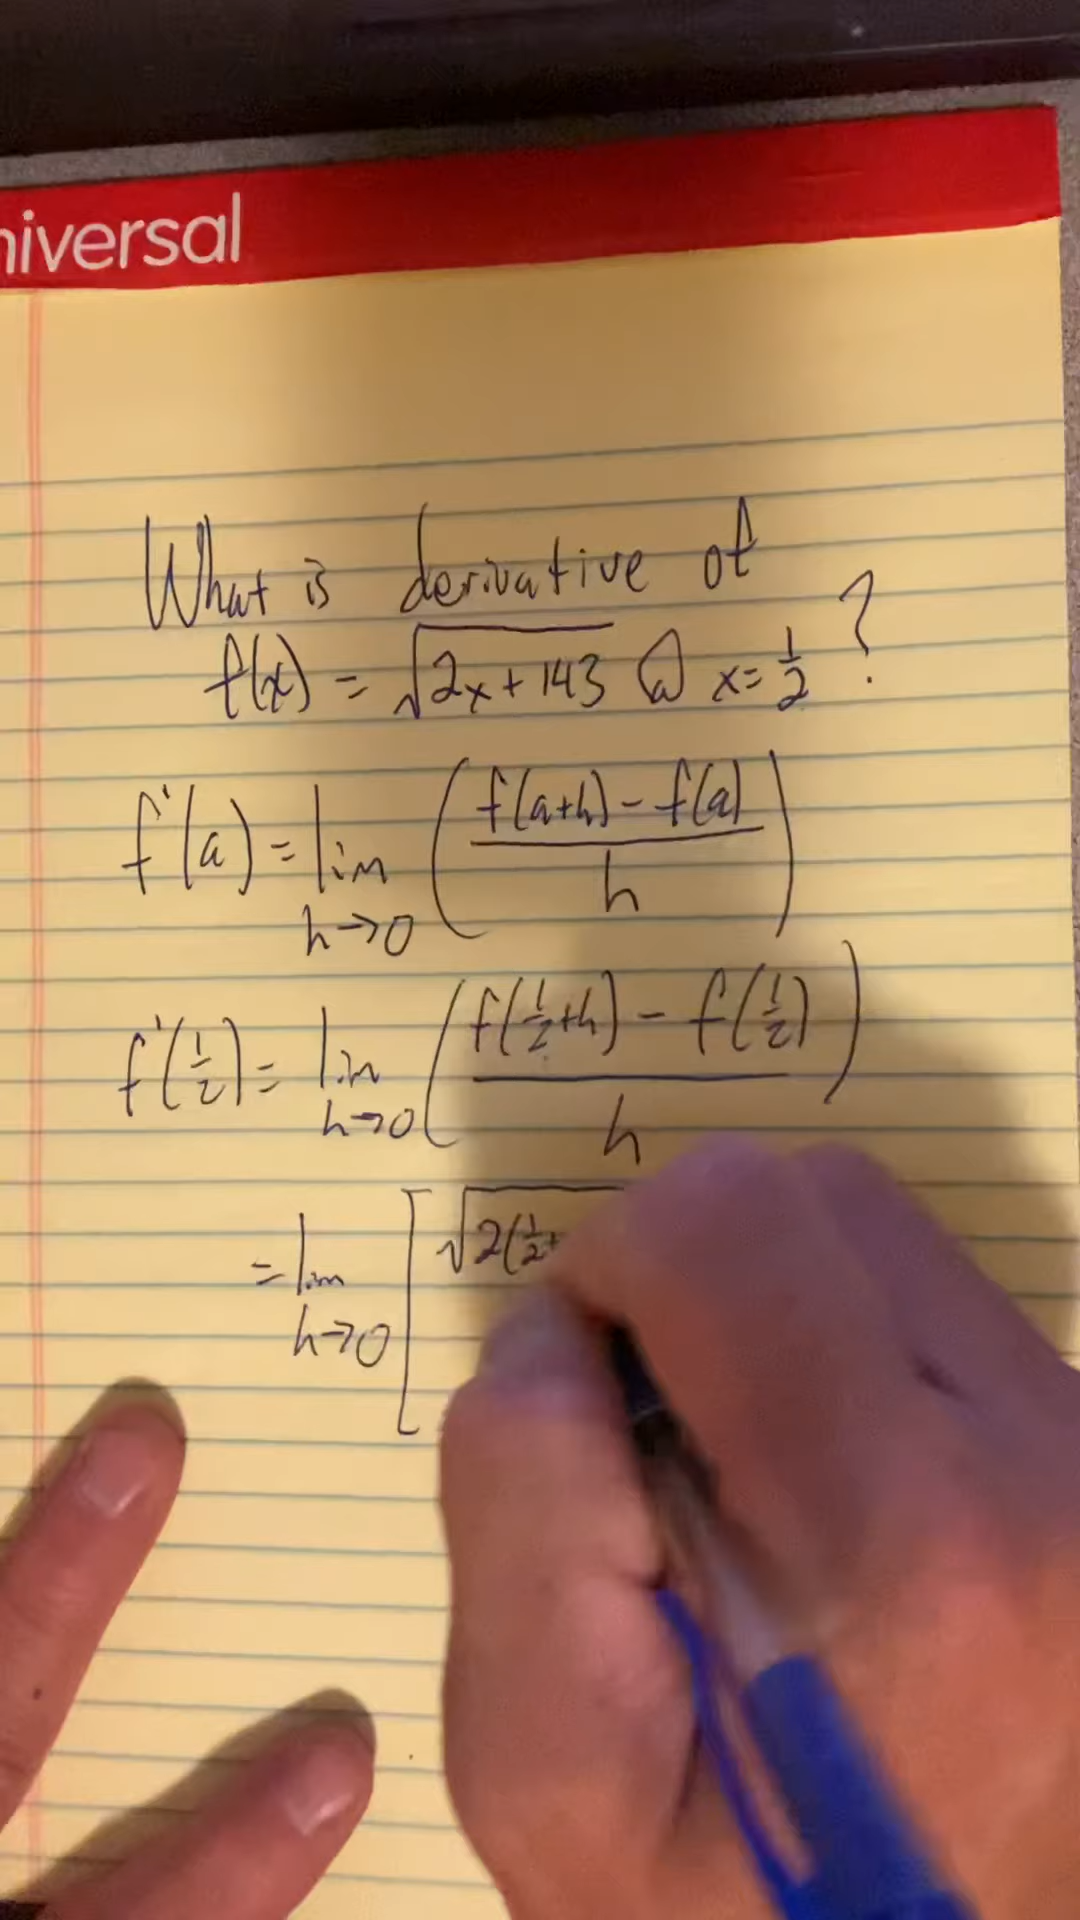 niversal
What is derivative of
f(x) = √(2x + 143) @ x = 1/2 ?
f'(a) = lim h→0 ( (f(a+h) - f(a)) / h )
f'(1/2) = lim h→0 ( (f(1/2+h) - f(1/2)) / h )
= lim h→0 [ √2(1/2+